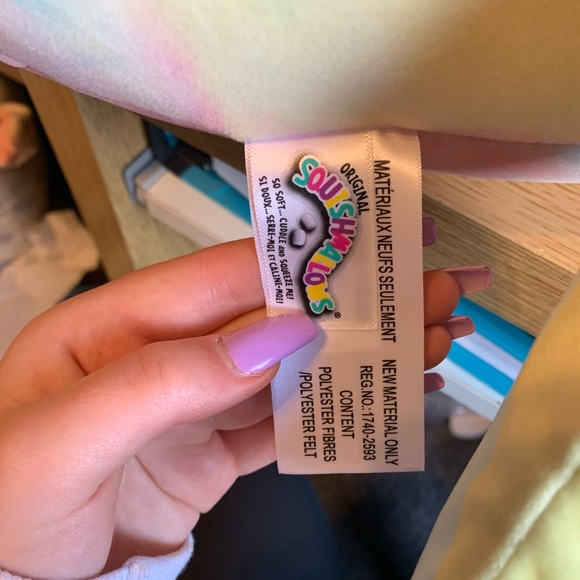 ORIGINAL
SQUISHMALLOWS®
SO SOFT... CUDDLE AND SQUEEZE ME!
SI DOUX... SERRE-MOI ET CÂLINE-MOI!
MATÉRIAUX NEUFS SEULEMENT
NEW MATERIAL ONLY
REG.NO.:1740-2593
CONTENT
POLYESTER FIBRES
/POLYESTER FELT